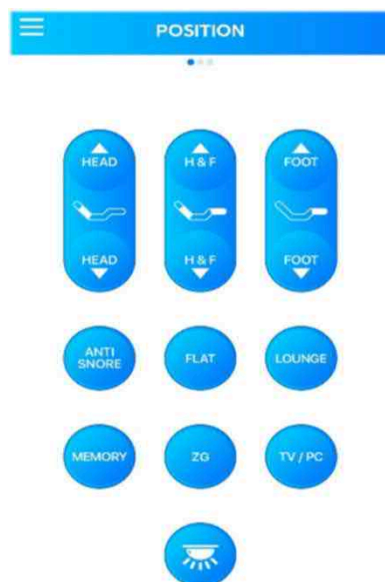 POSITION
HEAD
H & F
FOOT
HEAD
H & F
FOOT
ANTI
SNORE
FLAT
LOUNGE
MEMORY
ZG
TV / PC